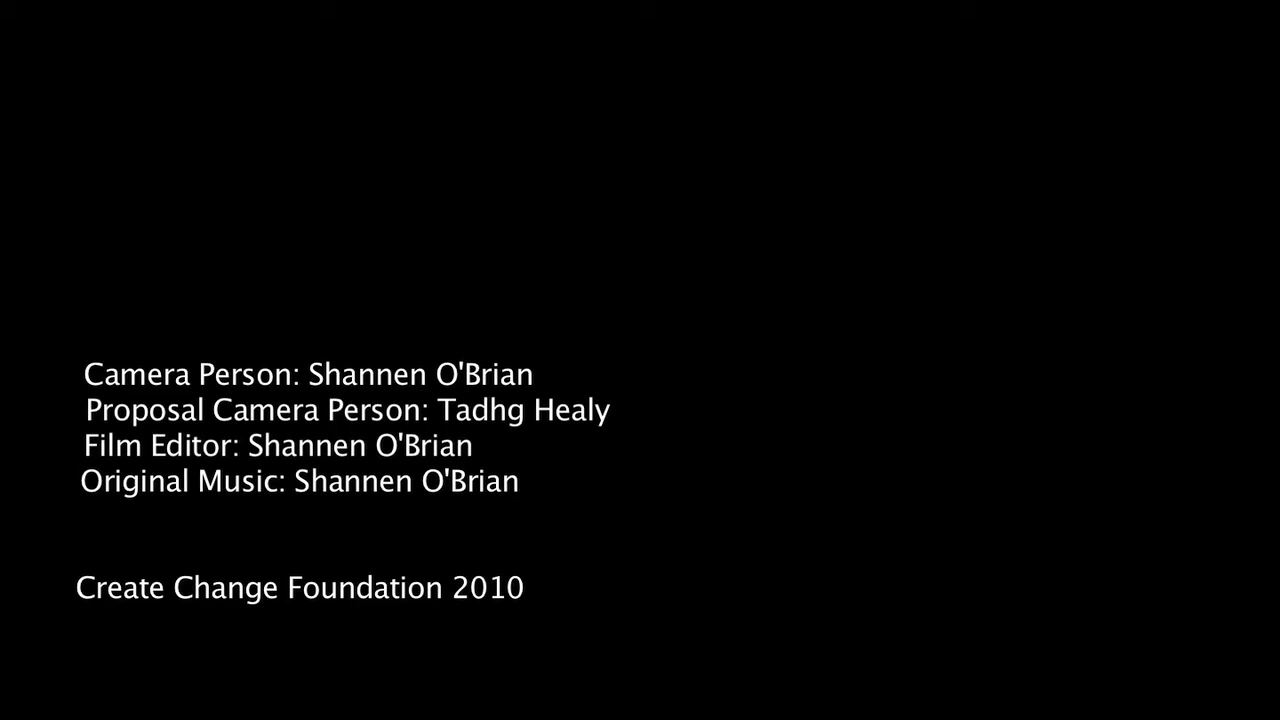 Camera Person: Shannen O'Brian
Proposal Camera Person: Tadhg Healy
Film Editor: Shannen O'Brian
Original Music: Shannen O'Brian
Create Change Foundation 2010